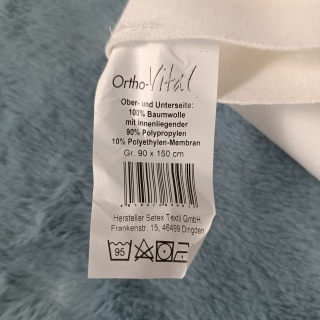 Ortho-Vital
Ober- und Unterseite:
100% Baumwolle
mit innenliegender
90% Polypropylen
10% Polyethylen-Membran
Gr. 90 x 150 cm
Hersteller Setex Textil GmbH,
Frankenstr. 15, 46499 Dingden
95